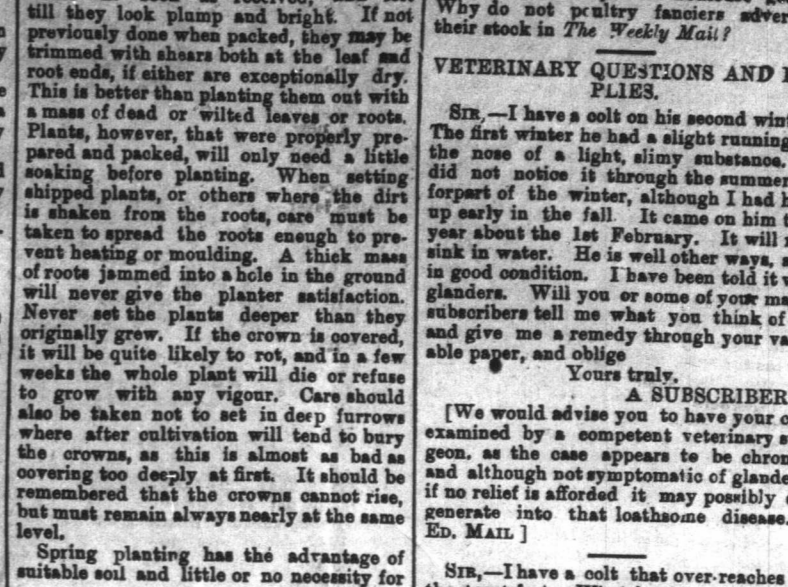 till they look plump and bright. If not
previously done when packed, they may be
trimmed with shears both at the leaf and
root ends, if either are exceptionally dry.
This is better than planting them out with
a mass of dead or wilted leaves or roots.
Plants, however, that were properly pre-
pared and packed, will only need a little
soaking before planting. When setting
shipped plants, or others where the dirt
is shaken from the roots, care must be
taken to spread the roots enough to pre-
vent heating or moulding. A thick mass
of roots jammed into a hole in the ground
will never give the planter satisfaction.
Never set the plants deeper than they
originally grew. If the crown is covered,
it will be quite likely to rot, and in a few
weeks the whole plant will die or refuse
to grow with any vigour. Care should
also be taken not to set in deep furrows
where after cultivation will tend to bury
the crowns, as this is almost as bad as
covering too deeply at first. It should be
remembered that the crowns cannot rise,
but must remain always nearly at the same
level.
Spring planting has the advantage of
suitable soil and little or no necessity for
Why do not poultry fanciers adver
their stock in The Weekly Mail?
VETERINARY QUESTIONS AND
PLIES.
SIR,—I have a colt on his second wint
The first winter he had a slight running
the nose of a light, slimy substance.
did not notice it through the summer
forpart of the winter, although I had h
up early in the fall. It came on him t
year about the 1st February. It will
sink in water. He is well other ways,
in good condition. I have been told it w
glanders. Will you or some of your ma
subscribers tell me what you think of
and give me a remedy through your va
able paper, and oblige
Yours truly.
A SUBSCRIBER
[We would advise you to have your c
examined by a competent veterinary s
geon, as the case appears to be chron
and although not symptomatic of glande
if no relief is afforded it may possibly
generate into that loathsome disease.
ED. MAIL]
SIR,—I have a colt that over-reaches